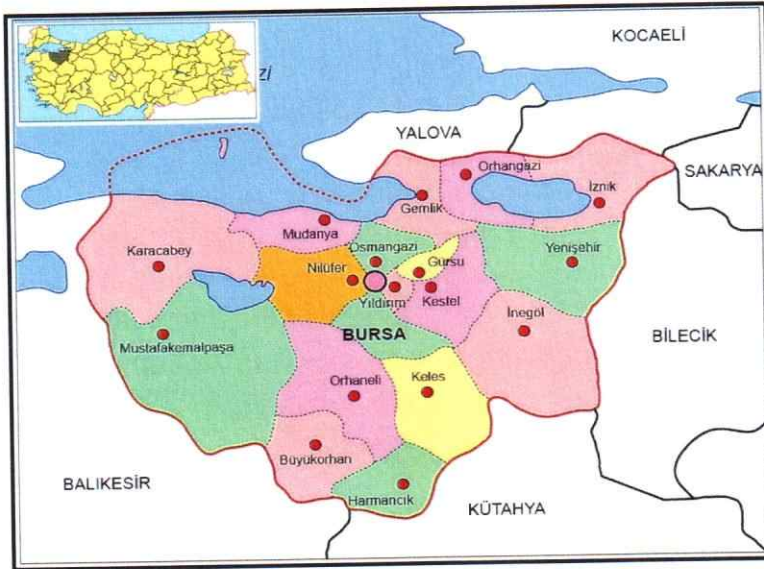 KOCAELİ
Zİ
YALOVA
SAKARYA
Orhangazi
İznik
Gemlik
Mudanya
Karacabey
Osmangazi
Yenişehir
Gürsu
Nilüfer
Yıldırım
Kestel
İnegöl
BURSA
BİLECİK
Mustafakemalpaşa
Orhaneli
Keles
Büyükorhan
BALIKESİR
Harmancık
KÜTAHYA